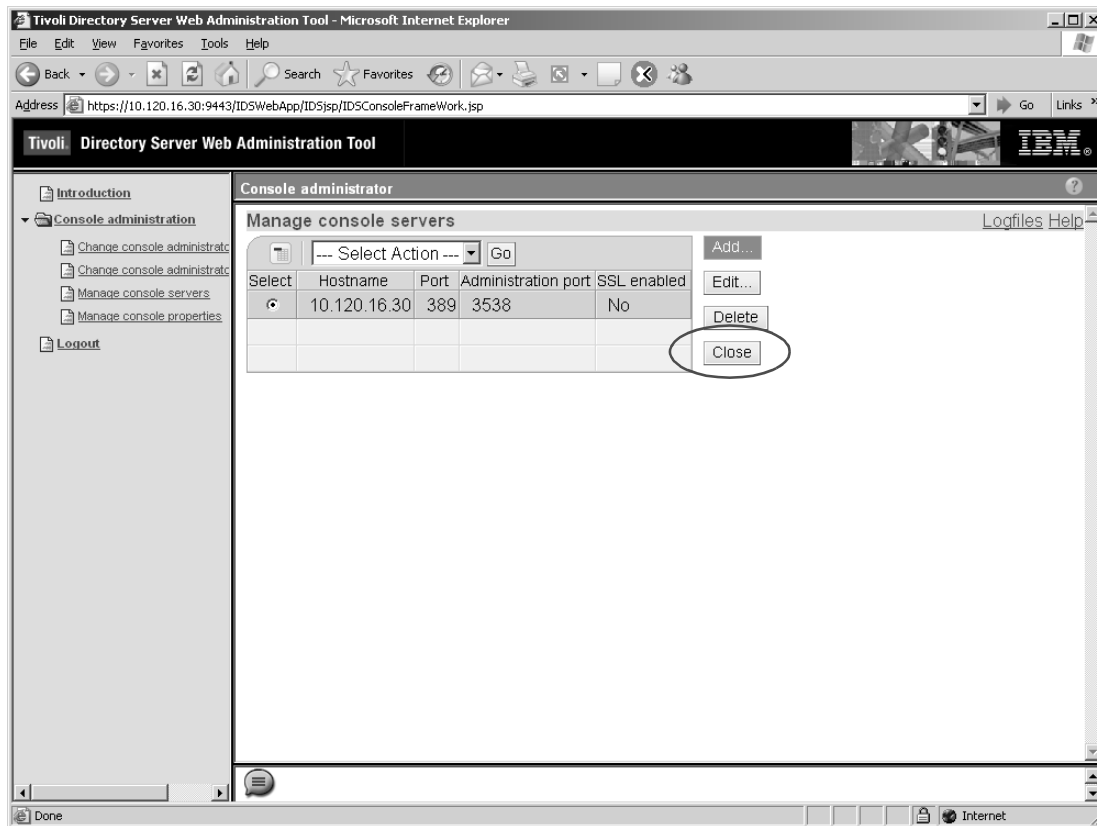 Tivoli Directory Server Web Administration Tool - Microsoft Internet Explorer
File Edit View Favorites Tools Help
Back Search Favorites
Address https://10.120.16.30:9443/IDSWebApp/IDSjsp/IDSConsoleFrameWork.jsp Go Links »
Tivoli. Directory Server Web Administration Tool IBM®
Introduction
Console administration
Change console administratc
Change console administratc
Manage console servers
Manage console properties
Logout
Console administrator ?
Manage console servers Logfiles Help
--- Select Action --- Go Add...
Select Hostname Port Administration port SSL enabled Edit...
10.120.16.30 389 3538 No Delete
Close
Done Internet